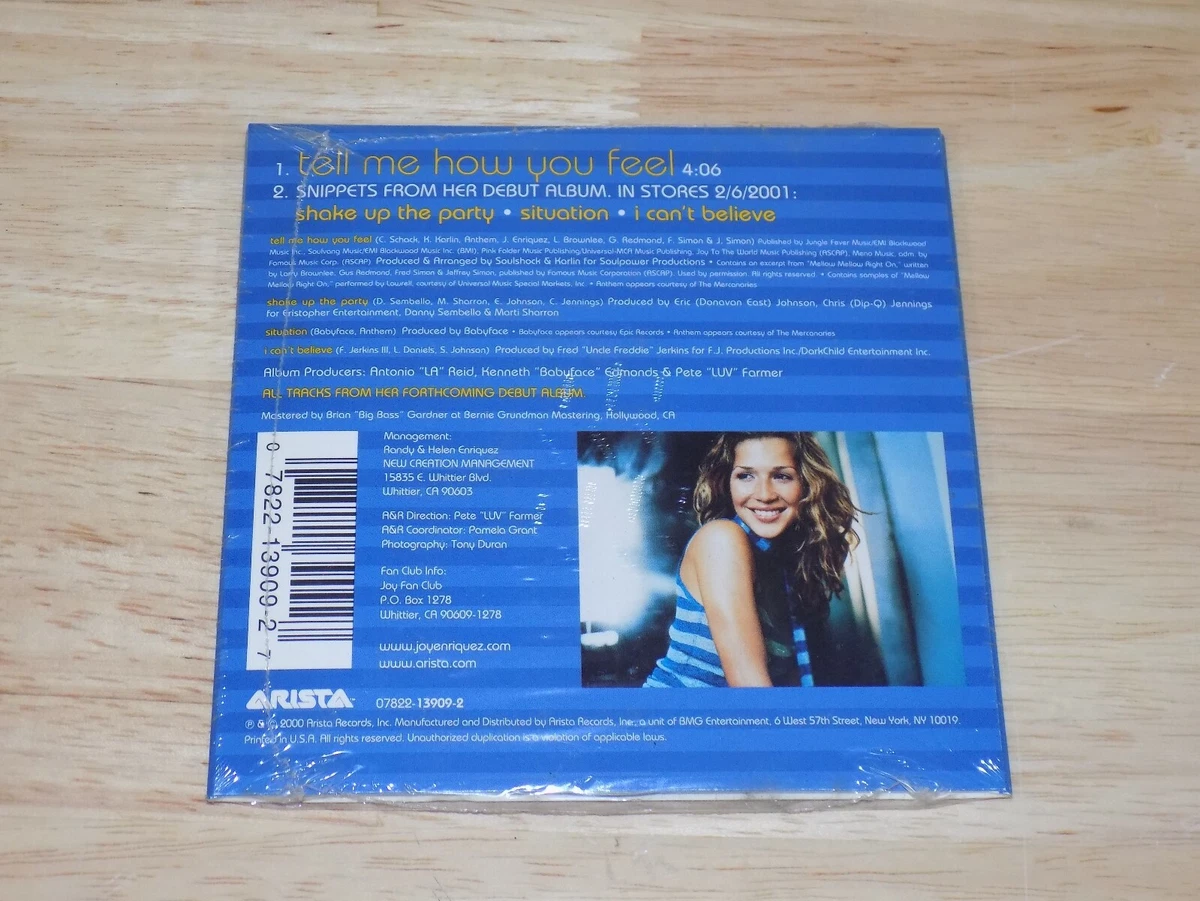 1. tell me how you feel 4:06
2. SNIPPETS FROM HER DEBUT ALBUM. IN STORES 2/6/2001:
shake up the party • situation • i can't believe
tell me how you feel (C. Schack, K. Karlin, Anthem, J. Enriquez, L. Brownlee, G. Redmond, F. Simon & J. Simon) Published by Jungle Fever Music/EMI Blackwood
Music Inc., Soulvang Music/EMI Blackwood Music Inc. (BMI), Pink Folder Music Publishing/Universal-MCA Music Publishing, Joy To The World Music Publishing (ASCAP), Meno Music, adm. by
Famous Music Corp. (ASCAP) Produced & Arranged by Soulshock & Karlin for Soulpower Productions • Contains an excerpt from "Mellow Mellow Right On," written
by Larry Brownlee, Gus Redmond, Fred Simon & Jeffrey Simon, published by Famous Music Corporation (ASCAP). Used by permission. All rights reserved. • Contains samples of "Mellow
Mellow Right On," performed by Lowrell, courtesy of Universal Music Special Markets, Inc. • Anthem appears courtesy of The Mercenaries
shake up the party (D. Sembello, M. Sharron, E. Johnson, C. Jennings) Produced by Eric (Donavan East) Johnson, Chris (Dip-Q) Jennings
for Eristopher Entertainment, Danny Sembello & Marti Sharron
situation (Babyface, Anthem) Produced by Babyface • Babyface appears courtesy Epic Records • Anthem appears courtesy of The Mercenaries
i can't believe (F. Jerkins III, L. Daniels, S. Johnson) Produced by Fred "Uncle Freddie" Jerkins for F.J. Productions Inc./DarkChild Entertainment Inc.
Album Producers: Antonio "LA" Reid, Kenneth "Babyface" Edmonds & Pete "LUV" Farmer
ALL TRACKS FROM HER FORTHCOMING DEBUT ALBUM.
Mastered by Brian "Big Bass" Gardner at Bernie Grundman Mastering, Hollywood, CA
0 7822-13909-2 7
Management:
Randy & Helen Enriquez
NEW CREATION MANAGEMENT
15835 E. Whittier Blvd.
Whittier, CA 90603
A&R Direction: Pete "LUV" Farmer
A&R Coordinator: Pamela Grant
Photography: Tony Duran
Fan Club Info:
Joy Fan Club
P.O. Box 1278
Whittier, CA 90609-1278
www.joyenriquez.com
www.arista.com
ARISTA 07822-13909-2
℗ & © 2000 Arista Records, Inc. Manufactured and Distributed by Arista Records, Inc., a unit of BMG Entertainment, 6 West 57th Street, New York, NY 10019.
Printed in U.S.A. All rights reserved. Unauthorized duplication is a violation of applicable laws.